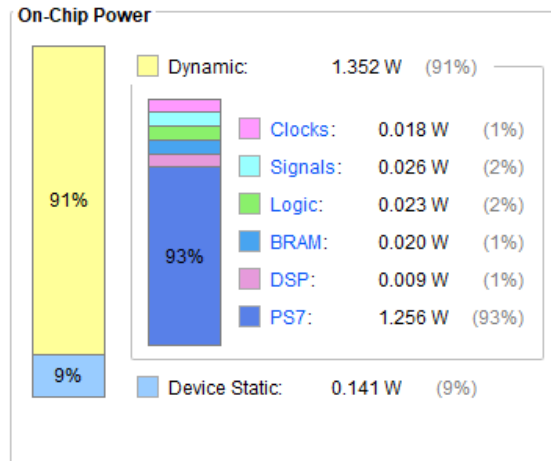 On-Chip Power
Dynamic: 1.352 W (91%)
Clocks: 0.018 W (1%)
Signals: 0.026 W (2%)
91%
Logic: 0.023 W (2%)
BRAM: 0.020 W (1%)
93%
DSP: 0.009 W (1%)
PS7: 1.256 W (93%)
9%
Device Static: 0.141 W (9%)